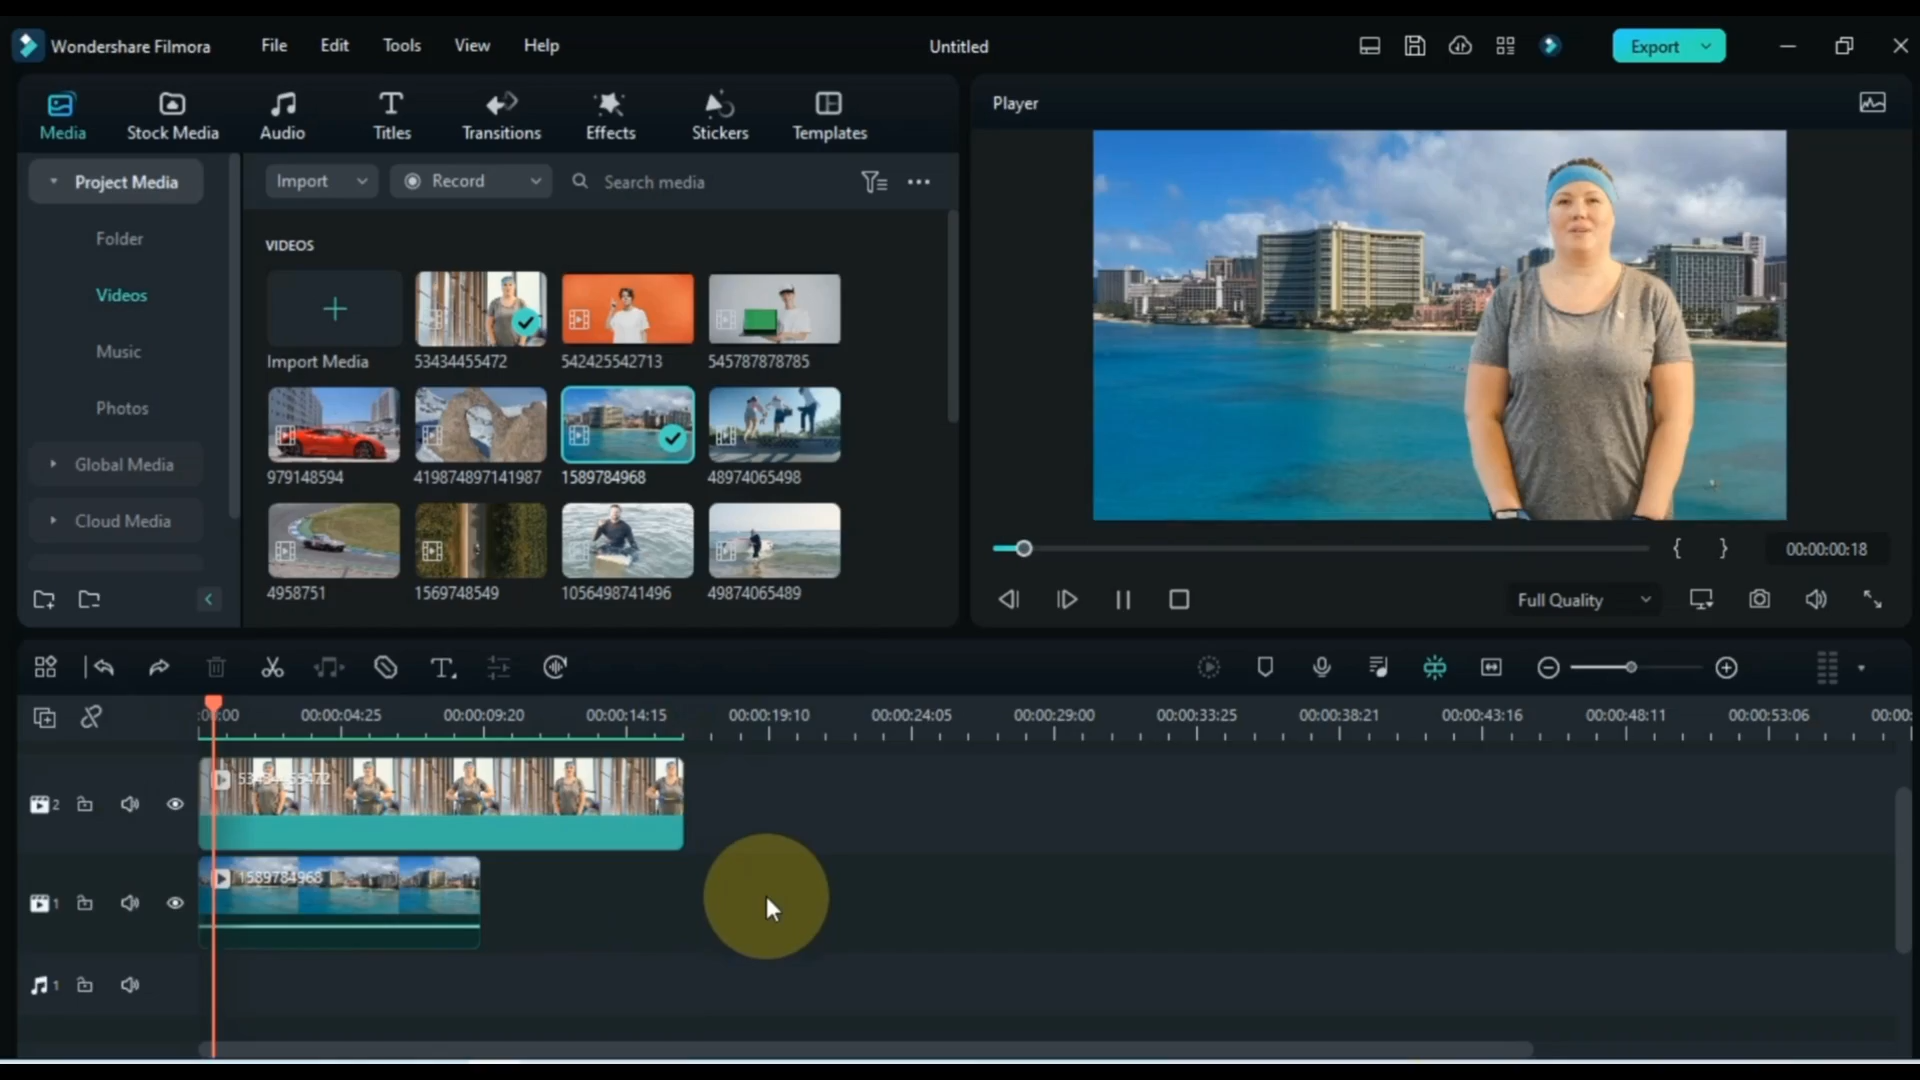 Wondershare Filmora
File
Edit
Tools
View
Help
Untitled
Export
Media
Stock Media
Audio
Titles
Transitions
Effects
Stickers
Templates
Player
Project Media
Folder
Videos
Music
Photos
Global Media
Cloud Media
Import
Record
Search media
VIDEOS
Import Media
53434455472
542425542713
545787878785
979148594
419874897141987
1589784968
48974065498
4958751
1569748549
1056498741496
49874065489
{ }
00:00:00:18
Full Quality
00:00:04:25
00:00:09:20
00:00:14:15
00:00:19:10
00:00:24:05
00:00:29:00
00:00:33:25
00:00:38:21
00:00:43:16
00:00:48:11
00:00:53:06
2
1
1589784968
1